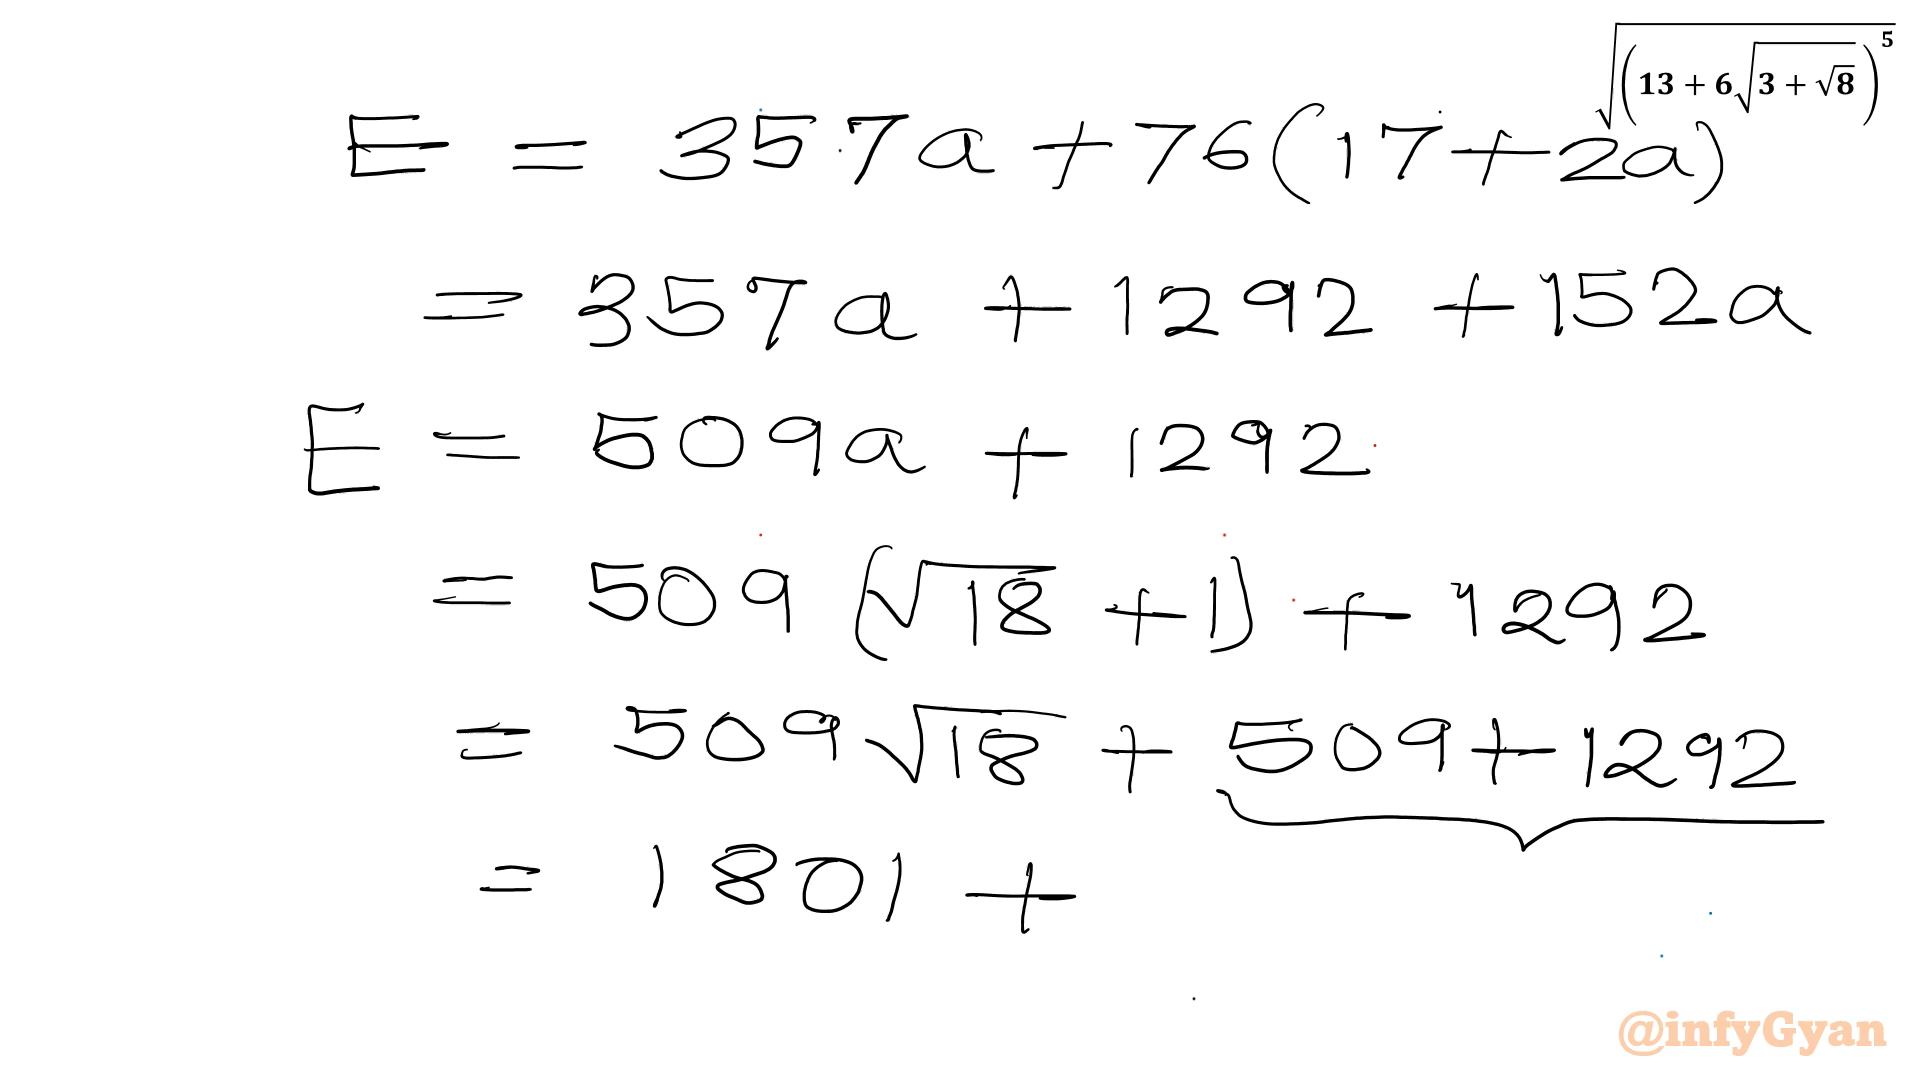 √((13 + 6√(3 + √8))^5)
E = 357a + 76(17 + 2a)
= 357a + 1292 + 152a
E = 509a + 1292
= 509 (√18 + 1) + 1292
= 509√18 + 509 + 1292
= 1801 +
@infyGyan